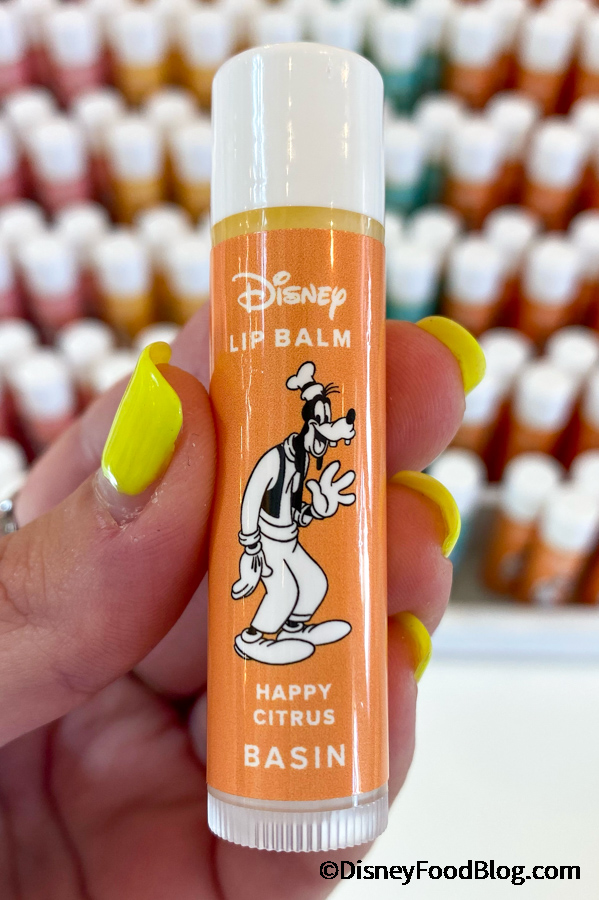 Disney
LIP BALM
HAPPY
CITRUS
BASIN
©DisneyFoodBlog.com